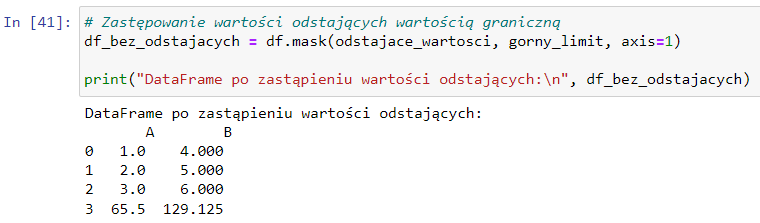 In [41]: # Zastępowanie wartości odstających wartością graniczną
df_bez_odstajacych = df.mask(odstajace_wartosci, gorny_limit, axis=1)
print("DataFrame po zastąpieniu wartości odstających:\n", df_bez_odstajacych)
DataFrame po zastąpieniu wartości odstających:
A B
0 1.0 4.000
1 2.0 5.000
2 3.0 6.000
3 65.5 129.125